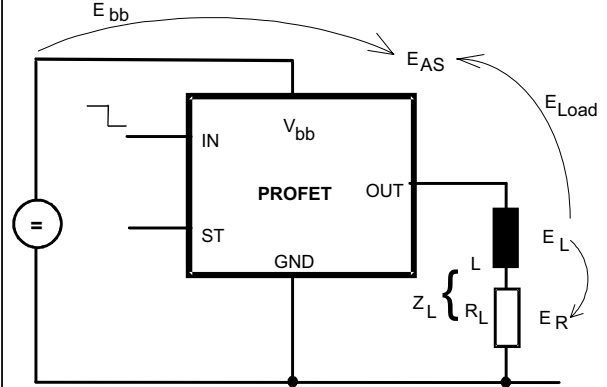 E bb
E AS
E Load
IN
V bb
PROFET
OUT
=
ST
GND
L
E L
Z L { R L
E R